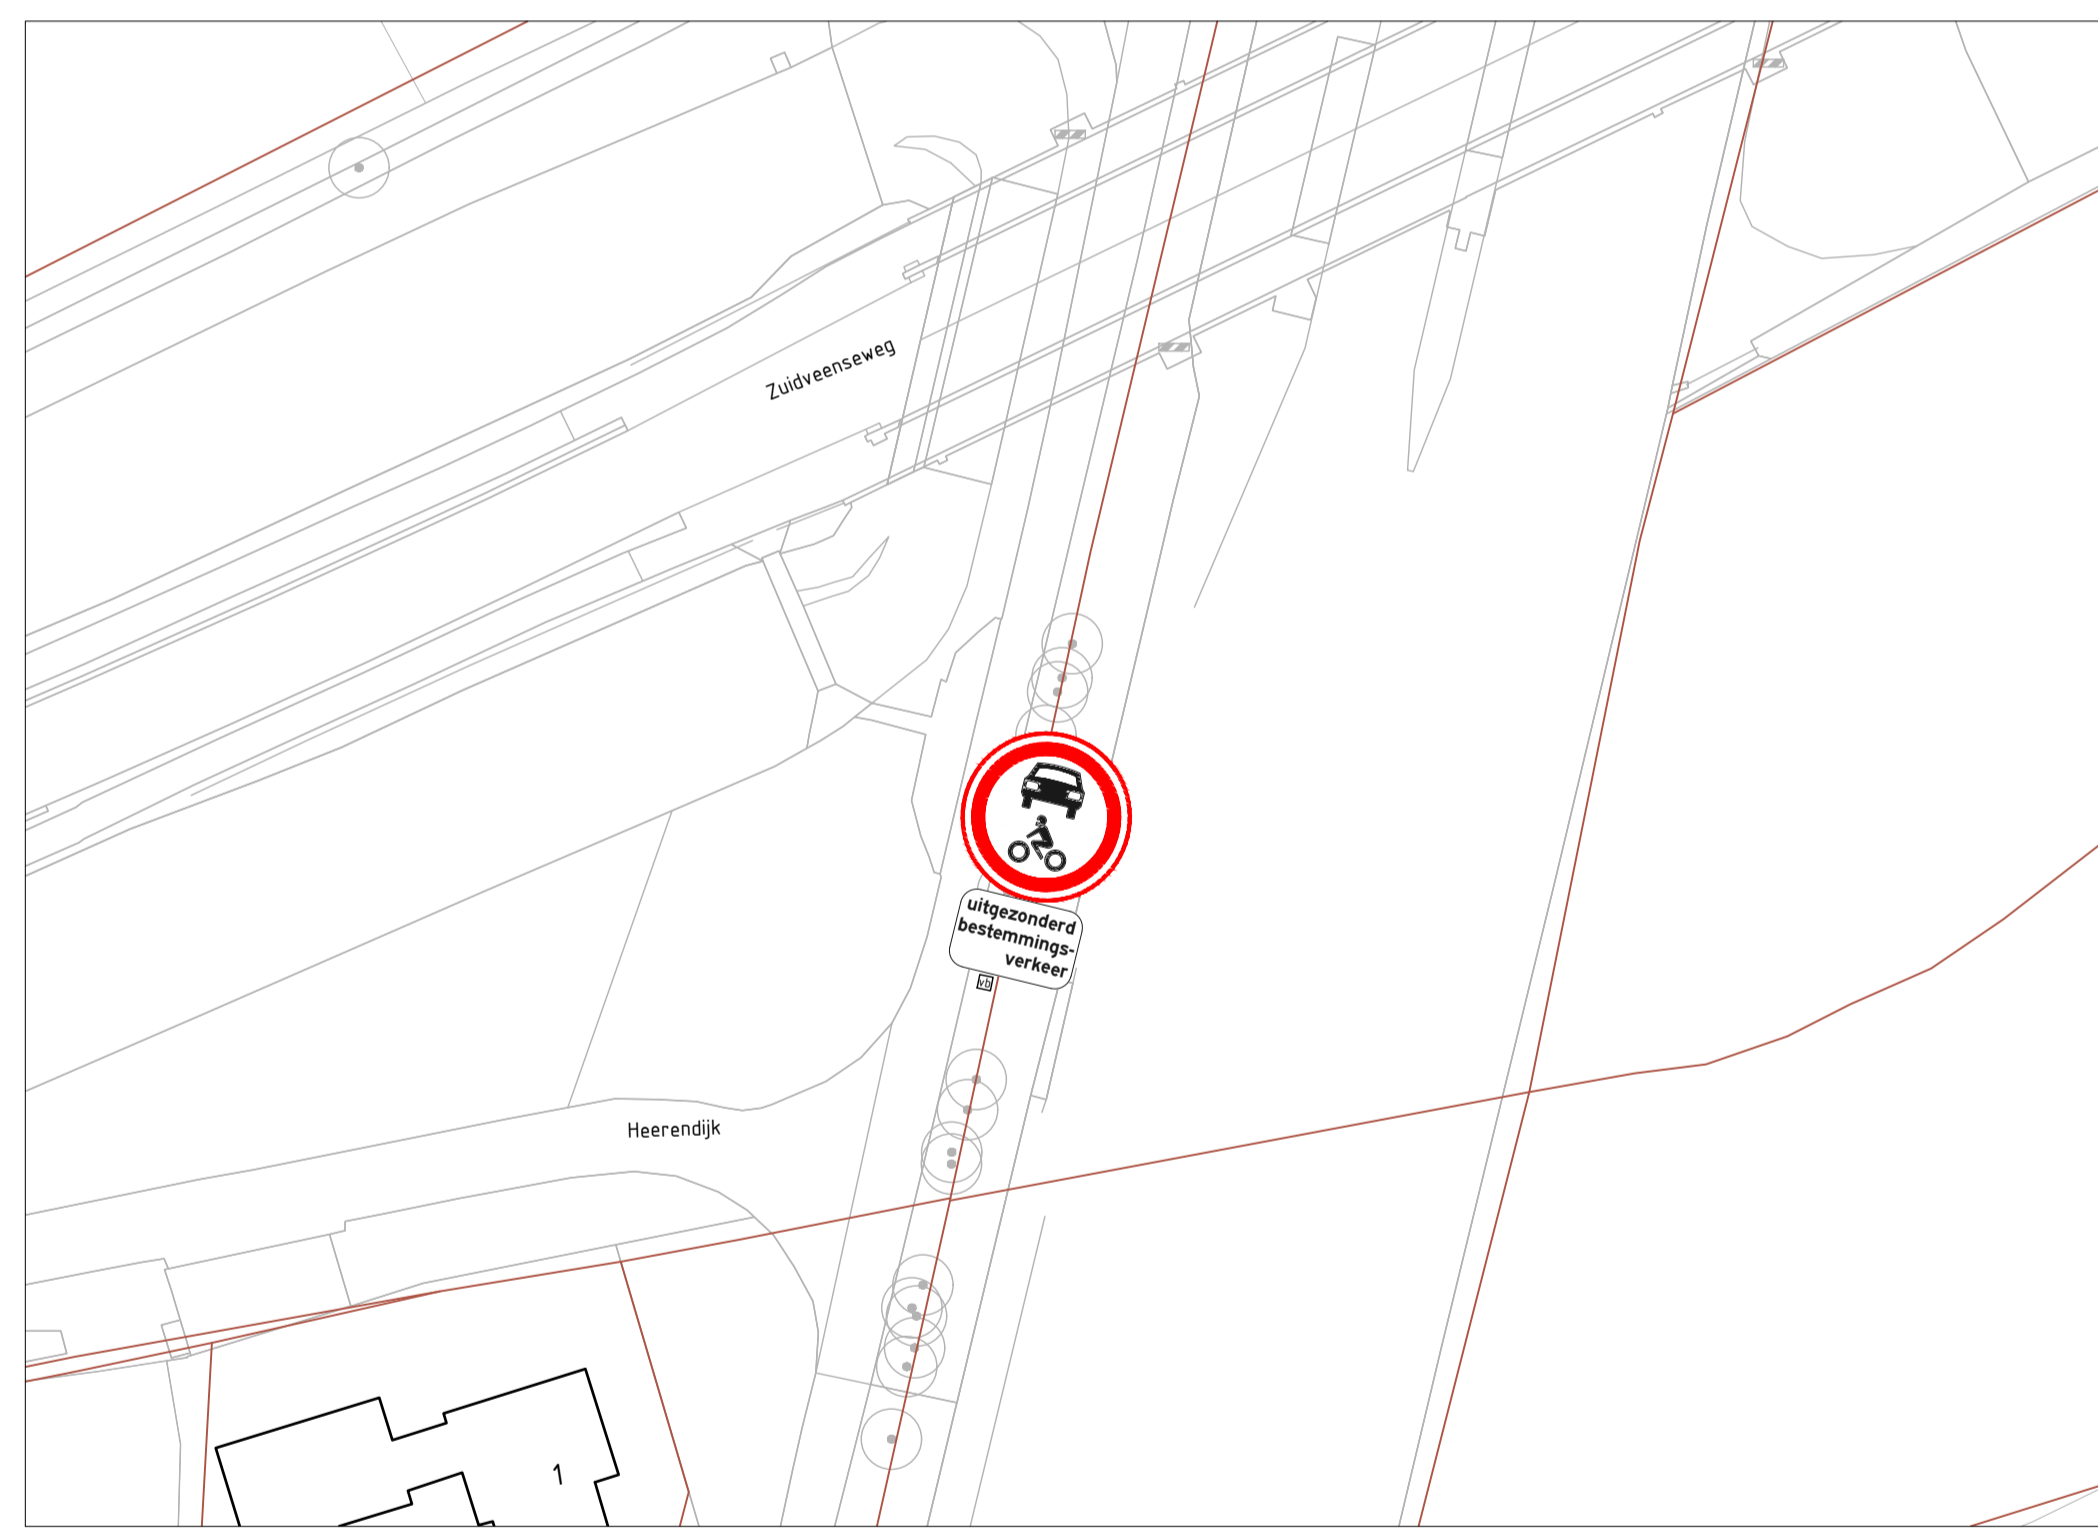 Zuidveenseweg
uitgezonderd
bestemmings-
verkeer
vb
Heerendijk
1